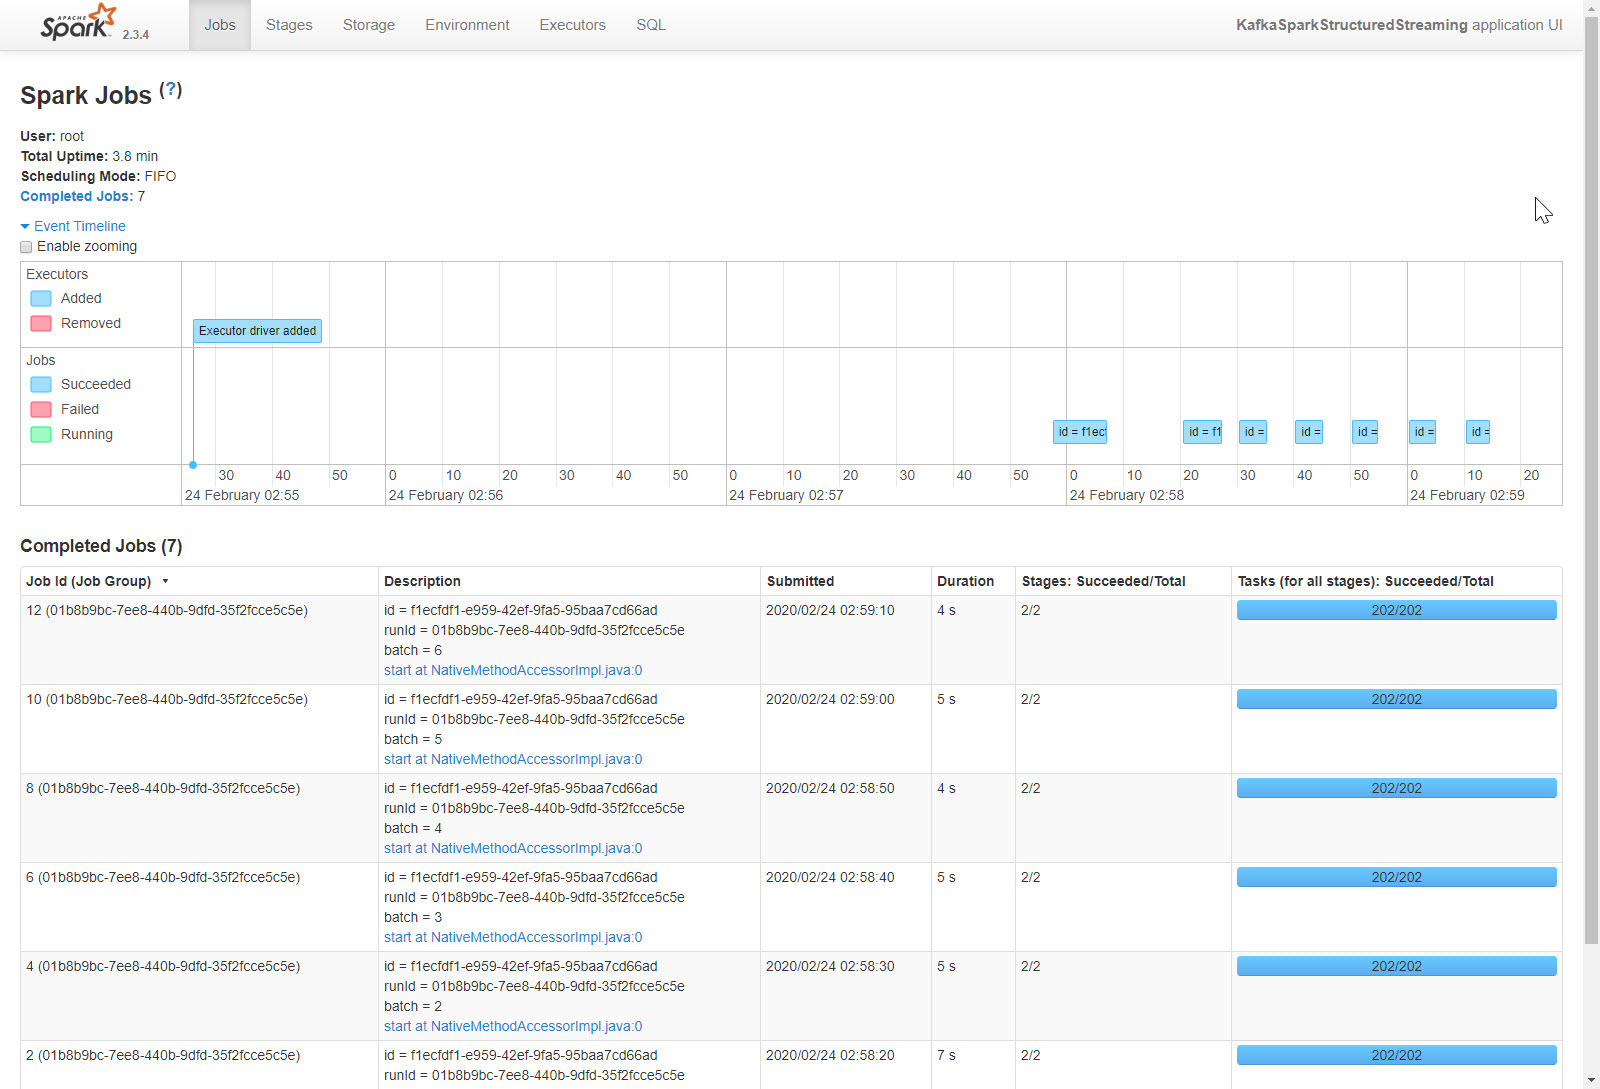 APACHE
Spark 2.3.4
Jobs Stages Storage Environment Executors SQL KafkaSparkStructuredStreaming application UI
Spark Jobs (?)
User: root
Total Uptime: 3.8 min
Scheduling Mode: FIFO
Completed Jobs: 7
Event Timeline
Enable zooming
Executors
Added
Removed
Executor driver added
Jobs
Succeeded
Failed
Running
id = f1ec id = f1 id = id = id = id = id =
30 40 50 0 10 20 30 40 50 0 10 20 30 40 50 0 10 20 30 40 50 0 10 20
24 February 02:55 24 February 02:56 24 February 02:57 24 February 02:58 24 February 02:59
Completed Jobs (7)
Job Id (Job Group) Description Submitted Duration Stages: Succeeded/Total Tasks (for all stages): Succeeded/Total
12 (01b8b9bc-7ee8-440b-9dfd-35f2fcce5c5e) id = f1ecfdf1-e959-42ef-9fa5-95baa7cd66ad 2020/02/24 02:59:10 4 s 2/2 202/202
runId = 01b8b9bc-7ee8-440b-9dfd-35f2fcce5c5e
batch = 6
start at NativeMethodAccessorImpl.java:0
10 (01b8b9bc-7ee8-440b-9dfd-35f2fcce5c5e) id = f1ecfdf1-e959-42ef-9fa5-95baa7cd66ad 2020/02/24 02:59:00 5 s 2/2 202/202
runId = 01b8b9bc-7ee8-440b-9dfd-35f2fcce5c5e
batch = 5
start at NativeMethodAccessorImpl.java:0
8 (01b8b9bc-7ee8-440b-9dfd-35f2fcce5c5e) id = f1ecfdf1-e959-42ef-9fa5-95baa7cd66ad 2020/02/24 02:58:50 4 s 2/2 202/202
runId = 01b8b9bc-7ee8-440b-9dfd-35f2fcce5c5e
batch = 4
start at NativeMethodAccessorImpl.java:0
6 (01b8b9bc-7ee8-440b-9dfd-35f2fcce5c5e) id = f1ecfdf1-e959-42ef-9fa5-95baa7cd66ad 2020/02/24 02:58:40 5 s 2/2 202/202
runId = 01b8b9bc-7ee8-440b-9dfd-35f2fcce5c5e
batch = 3
start at NativeMethodAccessorImpl.java:0
4 (01b8b9bc-7ee8-440b-9dfd-35f2fcce5c5e) id = f1ecfdf1-e959-42ef-9fa5-95baa7cd66ad 2020/02/24 02:58:30 5 s 2/2 202/202
runId = 01b8b9bc-7ee8-440b-9dfd-35f2fcce5c5e
batch = 2
start at NativeMethodAccessorImpl.java:0
2 (01b8b9bc-7ee8-440b-9dfd-35f2fcce5c5e) id = f1ecfdf1-e959-42ef-9fa5-95baa7cd66ad 2020/02/24 02:58:20 7 s 2/2 202/202
runId = 01b8b9bc-7ee8-440b-9dfd-35f2fcce5c5e